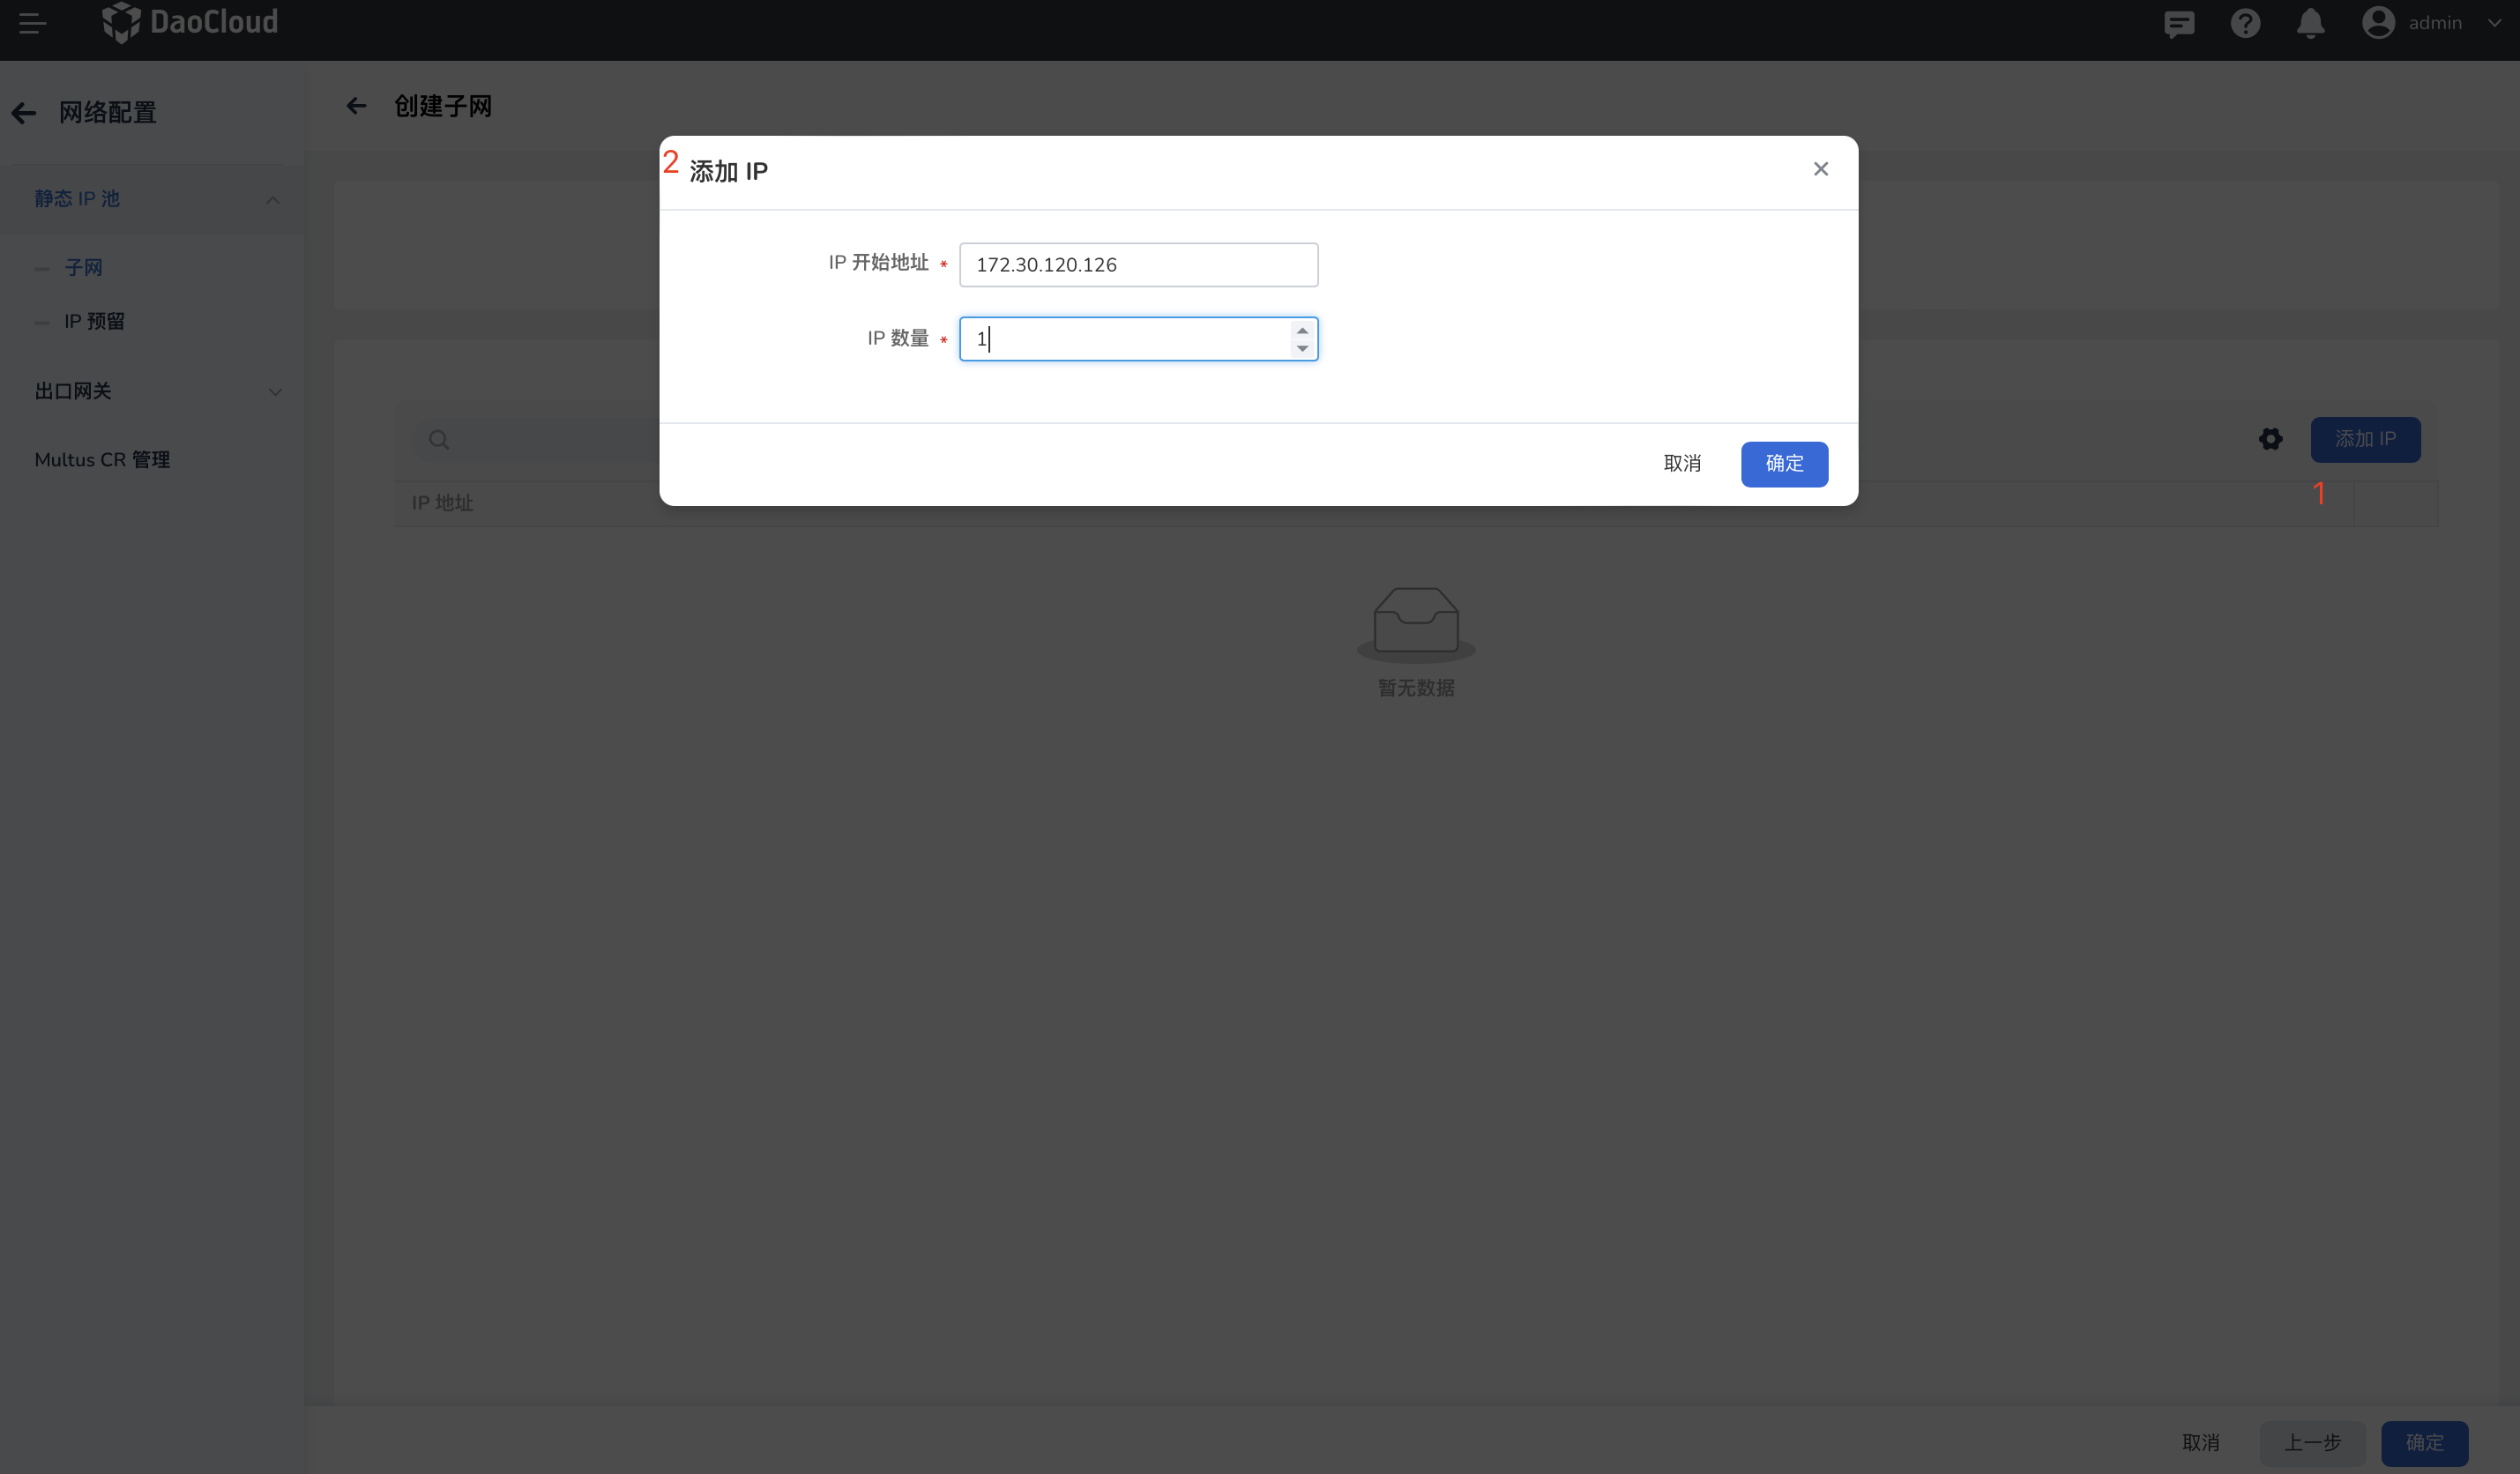 DaoCloud
admin
网络配置
创建子网
静态 IP 池
子网
IP 预留
出口网关
Multus CR 管理
2 添加 IP
IP 开始地址 * 172.30.120.126
IP 数量 * 1
取消 确定
添加 IP
1
IP 地址
暂无数据
取消 上一步 确定